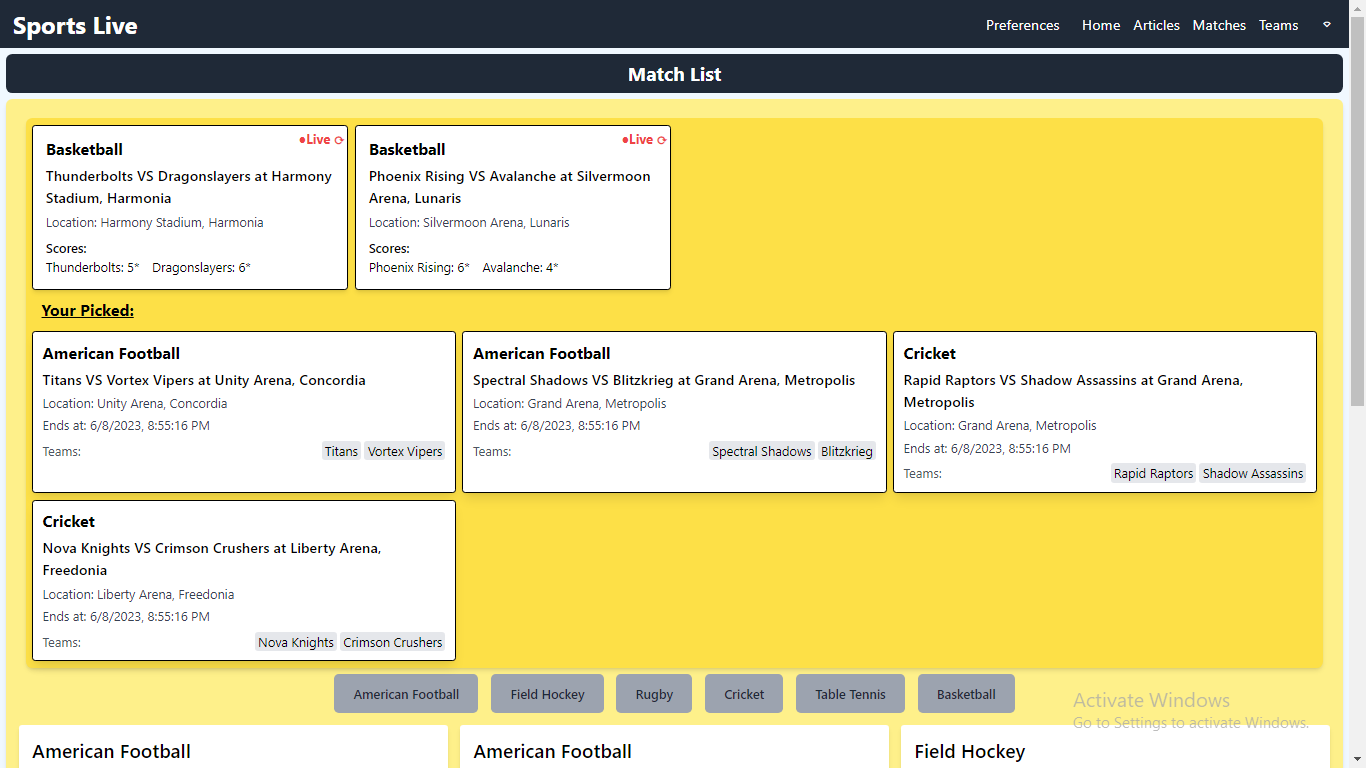 Sports Live
Preferences Home Articles Matches Teams
Match List
Basketball
●Live ⟳
Thunderbolts VS Dragonslayers at Harmony
Stadium, Harmonia
Location: Harmony Stadium, Harmonia
Scores:
Thunderbolts: 5* Dragonslayers: 6*
Basketball
●Live ⟳
Phoenix Rising VS Avalanche at Silvermoon
Arena, Lunaris
Location: Silvermoon Arena, Lunaris
Scores:
Phoenix Rising: 6* Avalanche: 4*
Your Picked:
American Football
Titans VS Vortex Vipers at Unity Arena, Concordia
Location: Unity Arena, Concordia
Ends at: 6/8/2023, 8:55:16 PM
Teams: Titans Vortex Vipers
American Football
Spectral Shadows VS Blitzkrieg at Grand Arena, Metropolis
Location: Grand Arena, Metropolis
Ends at: 6/8/2023, 8:55:16 PM
Teams: Spectral Shadows Blitzkrieg
Cricket
Rapid Raptors VS Shadow Assassins at Grand Arena,
Metropolis
Location: Grand Arena, Metropolis
Ends at: 6/8/2023, 8:55:16 PM
Teams: Rapid Raptors Shadow Assassins
Cricket
Nova Knights VS Crimson Crushers at Liberty Arena,
Freedonia
Location: Liberty Arena, Freedonia
Ends at: 6/8/2023, 8:55:16 PM
Teams: Nova Knights Crimson Crushers
American Football Field Hockey Rugby Cricket Table Tennis Basketball
Activate Windows
Go to Settings to activate Windows.
American Football
American Football
Field Hockey